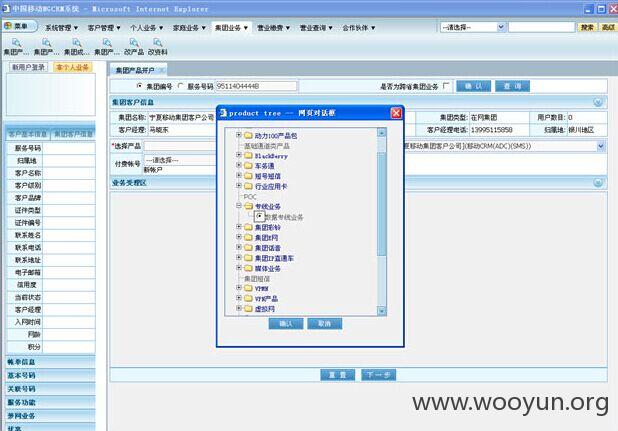 中国移动NGCRM系统 - Microsoft Internet Explorer
菜单 系统管理 客户管理 个人业务 家庭业务 集团业务 营业缴费 营业查询 合作伙伴 --请选择-- 搜索 高级
集团产... 集团产... 集团成... 集团产... 改产品 改资料
新用户登录 本个人业务
集团产品开户
集团编号 服务号码 9511404444B 是否为跨省集团业务 确 认 查 询
集团客户信息
集团名称: 宁夏移动集团客户公司 集团类型: 在网集团 用户数目: 0
客户经理: 马晓东 客户经理电话: 13995115858 归属地: 银川地区
*选择产品 夏移动集团客户公司](移动CRM(ADC)(SMS))
付费帐号 ---请选择---
新帐户
业务受理区
客户基本信息 集团客户信息
服务号码
归属地
客户名称
客户级别
客户品牌
证件类型
证件编号
联系姓名
联系电话
联系地址
电子邮箱
信用度
当前状态
客户经理
入网时间
网龄
积分
帐单信息
基本号码
关联号码
服务功能
梦网业务
product tree -- 网页对话框
动力100产品包
基础通道类产品
BlackBerry
车务通
短号短信
行业应用卡
POC
专线业务
数据专线业务
集团彩铃
集团E网
集团话音
集团IP直通车
媒体业务
集团短信
VPMN
VPN产品
虚拟网
确认 取消
重 置 下 一 步
www.wooyun.org